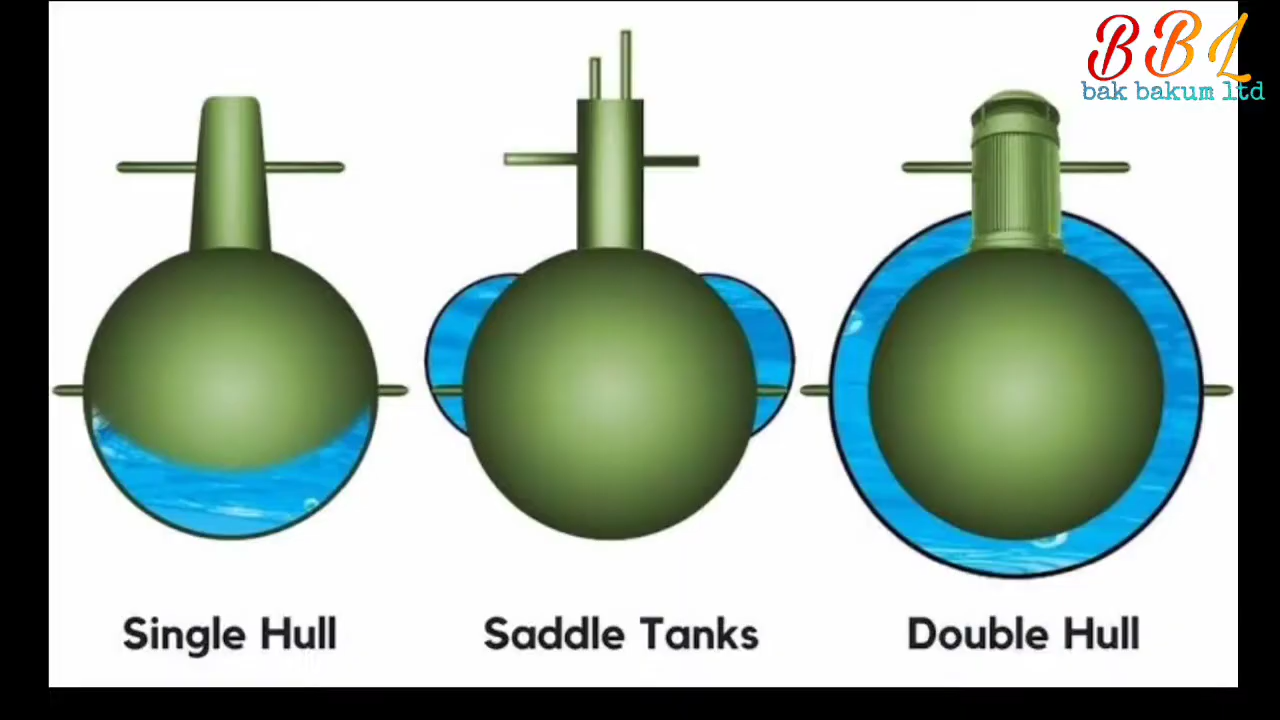 BBL
bak bakum ltd
Single Hull
Saddle Tanks
Double Hull